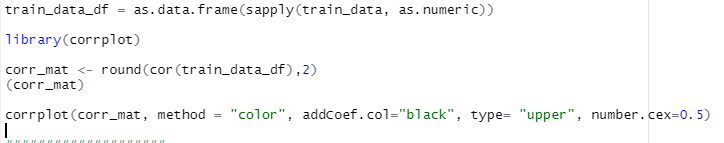 train_data_df = as.data.frame(sapply(train_data, as.numeric))
library(corrplot)
corr_mat <- round(cor(train_data_df),2)
(corr_mat)
corrplot(corr_mat, method = "color", addCoef.col="black", type= "upper", number.cex=0.5)